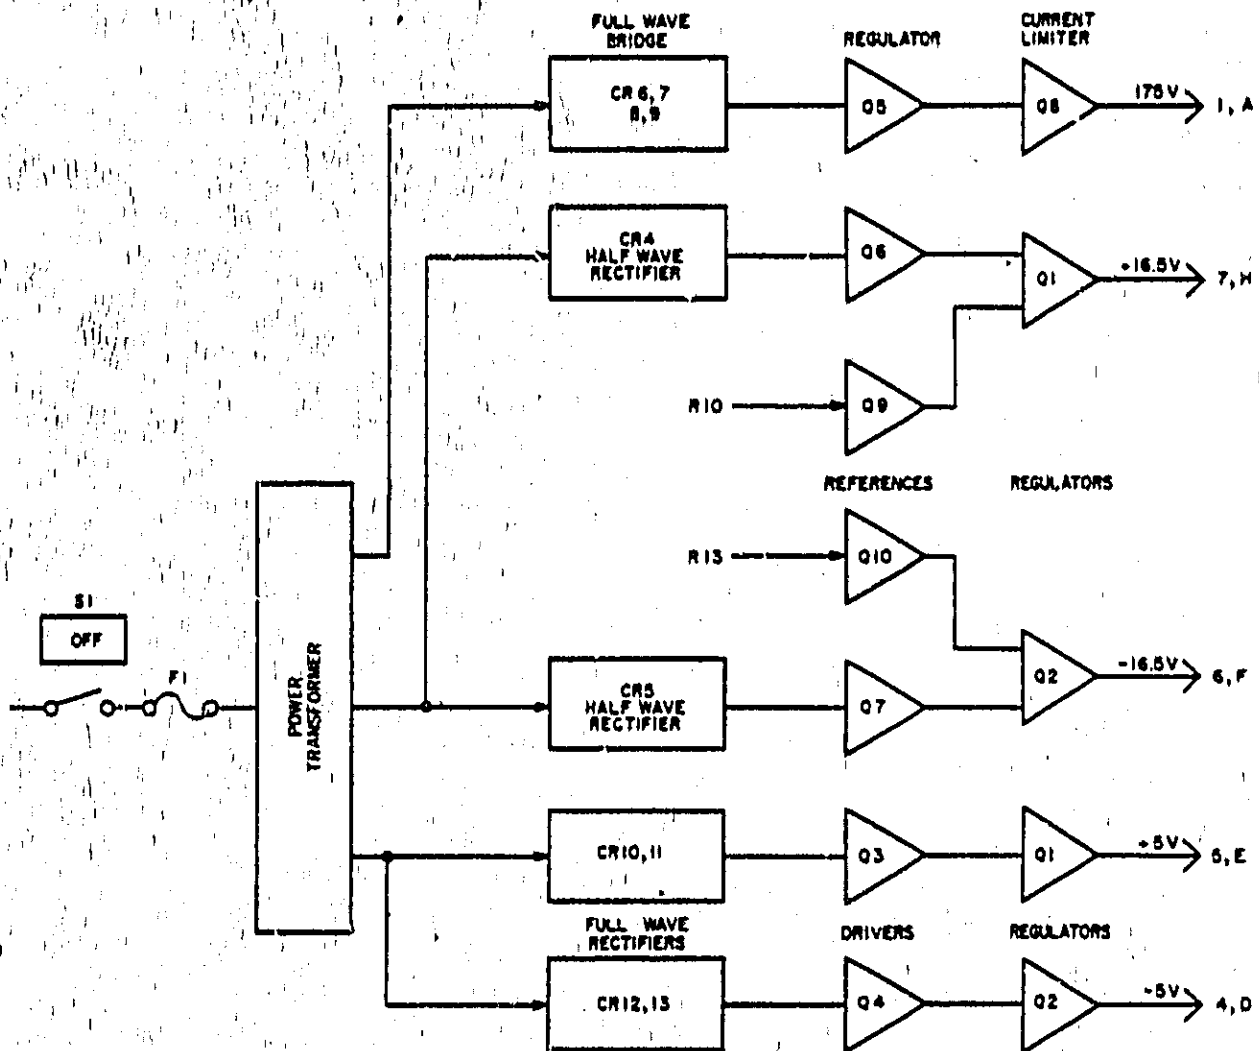 FULL WAVE
BRIDGE
REGULATOR
CURRENT
LIMITER
CR 6, 7
8, 9
Q5
Q8
175V
1, A
CR4
HALF WAVE
RECTIFIER
Q6
Q1
+16.5V
7, H
R10
Q9
REFERENCES
REGULATORS
R13
Q10
S1
OFF
F1
POWER
TRANSFORMER
CR5
HALF WAVE
RECTIFIER
Q7
Q2
-16.5V
6, F
CR10, 11
Q3
Q1
+5V
5, E
FULL WAVE
RECTIFIERS
DRIVERS
REGULATORS
CR12, 13
Q4
Q2
-5V
4, D